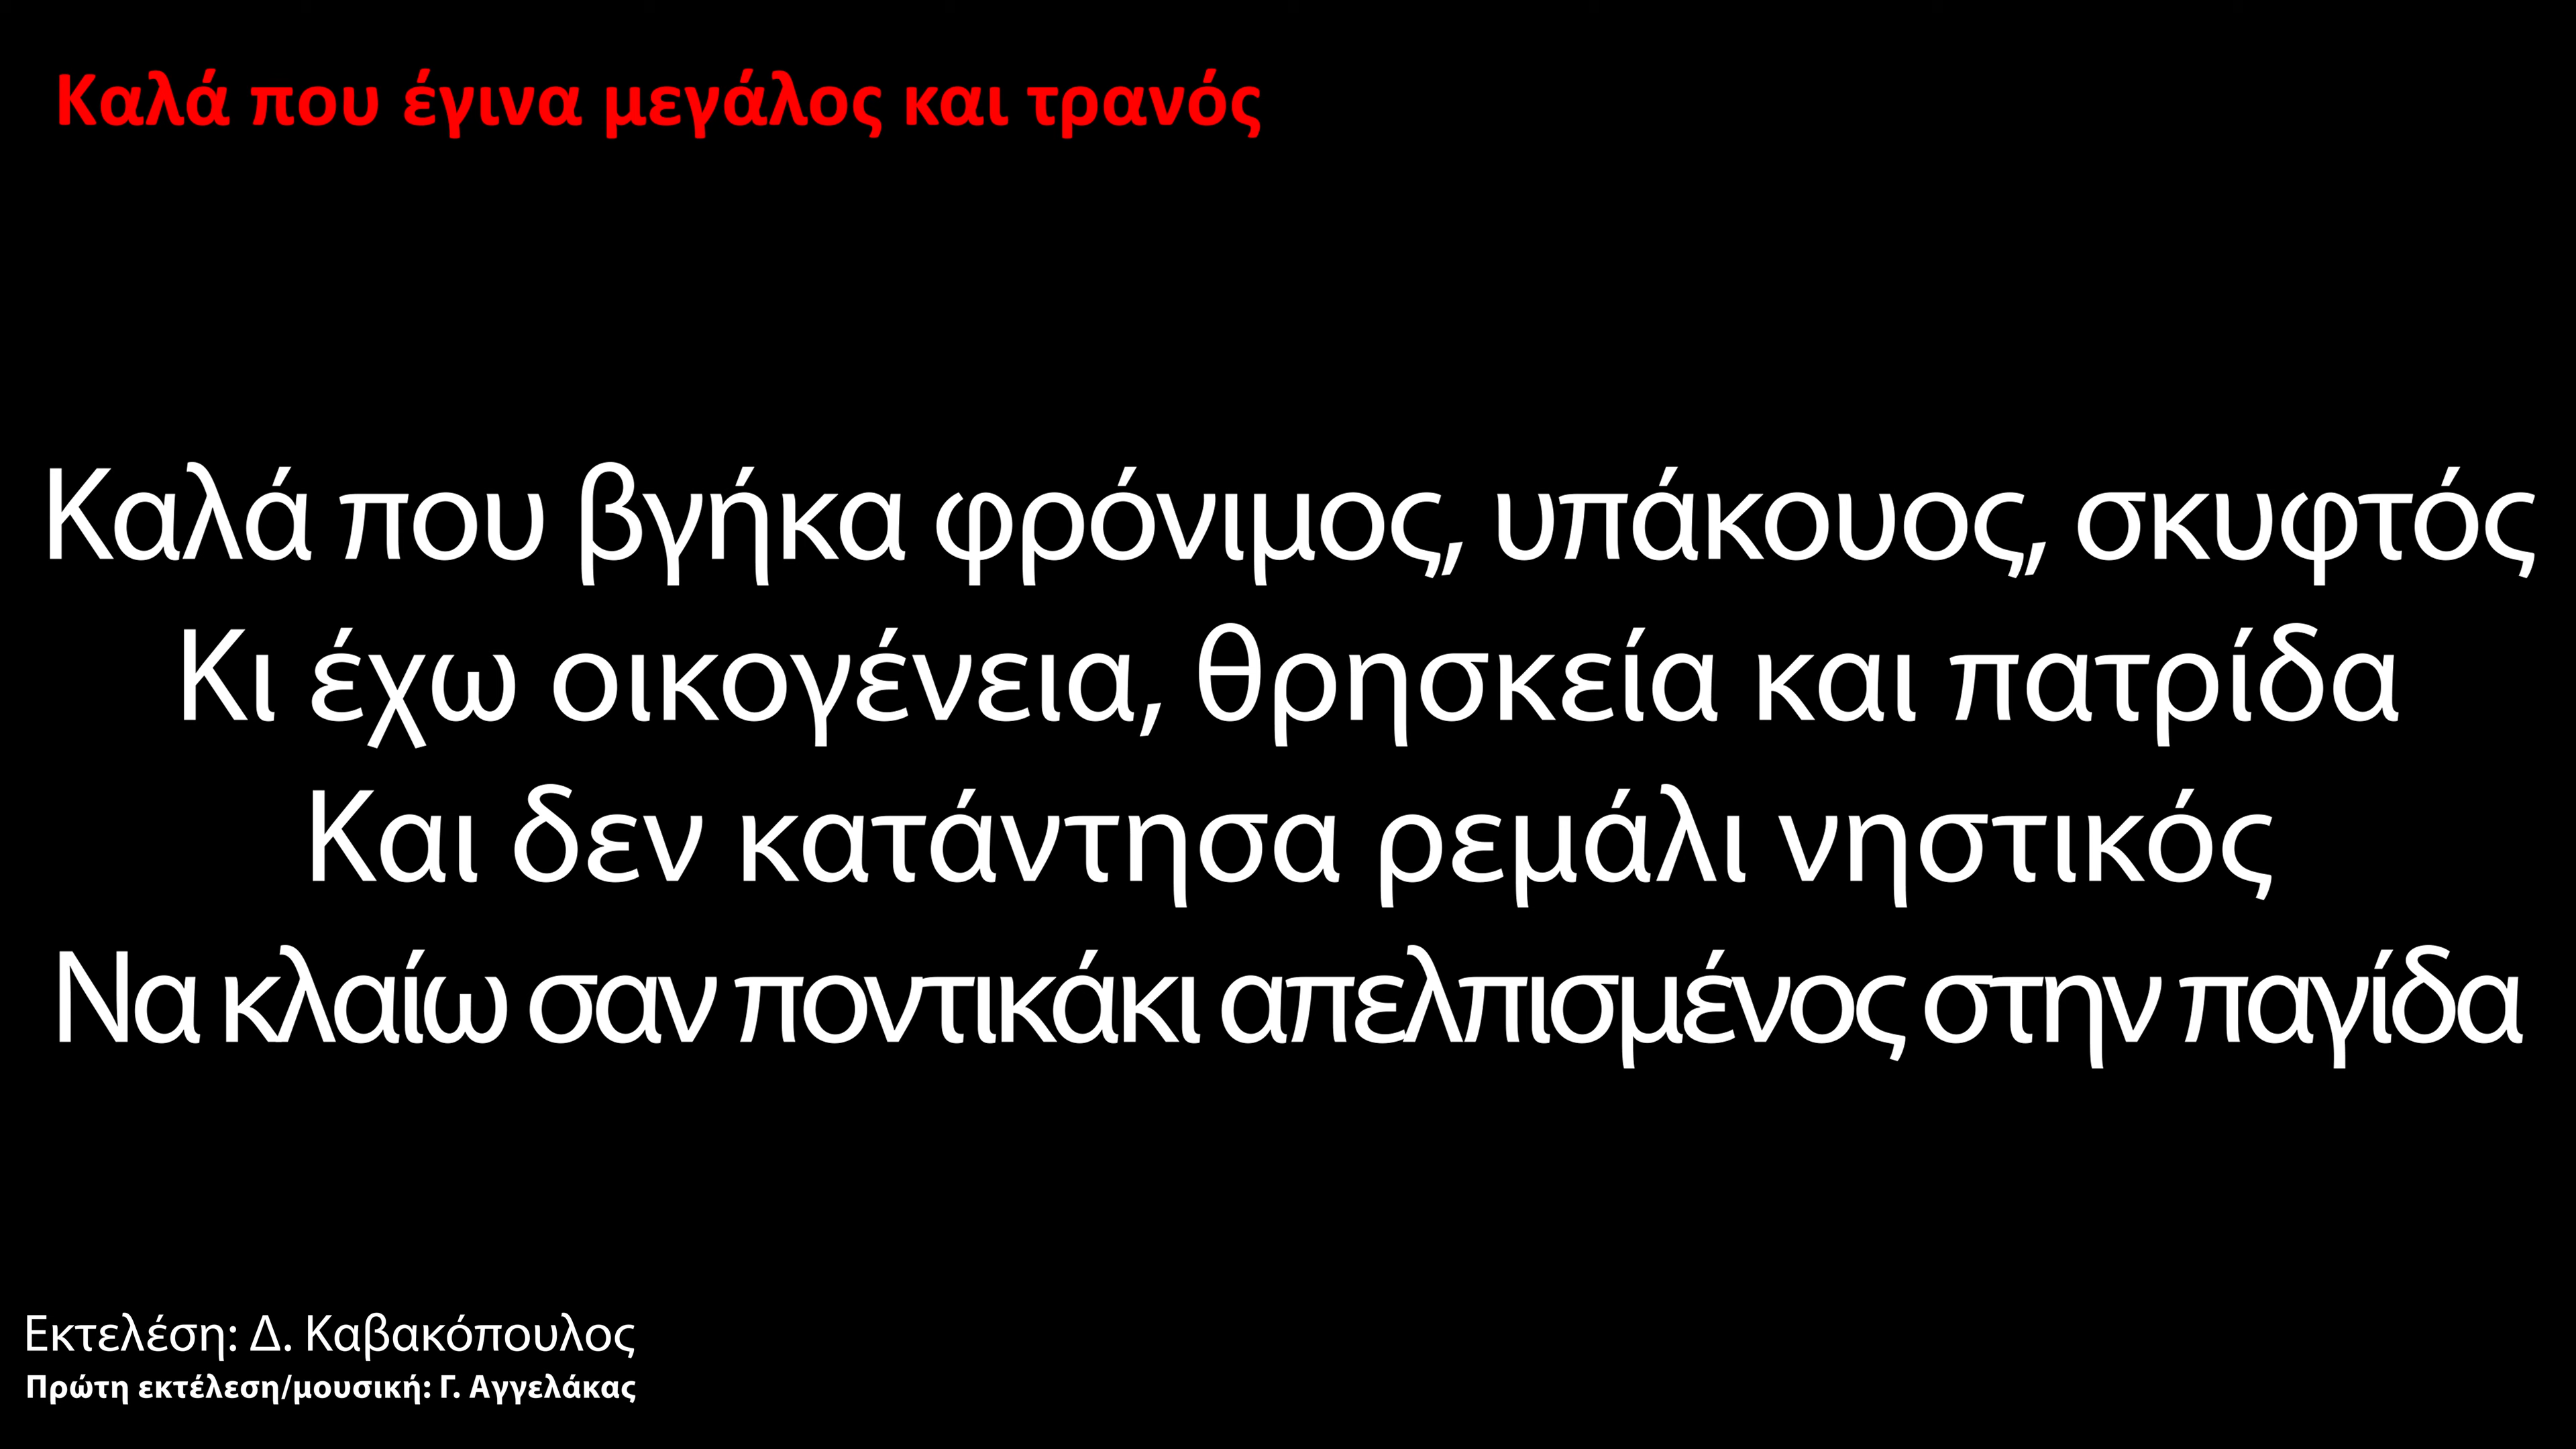 Καλά που έγινα μεγάλος και τρανός
Καλά που βγήκα φρόνιμος, υπάκουος, σκυφτός
Κι έχω οικογένεια, θρησκεία και πατρίδα
Και δεν κατάντησα ρεμάλι νηστικός
Να κλαίω σαν ποντικάκι απελπισμένος στην παγίδα
Εκτελέση: Δ. Καβακόπουλος
Πρώτη εκτέλεση/μουσική: Γ. Αγγελάκας